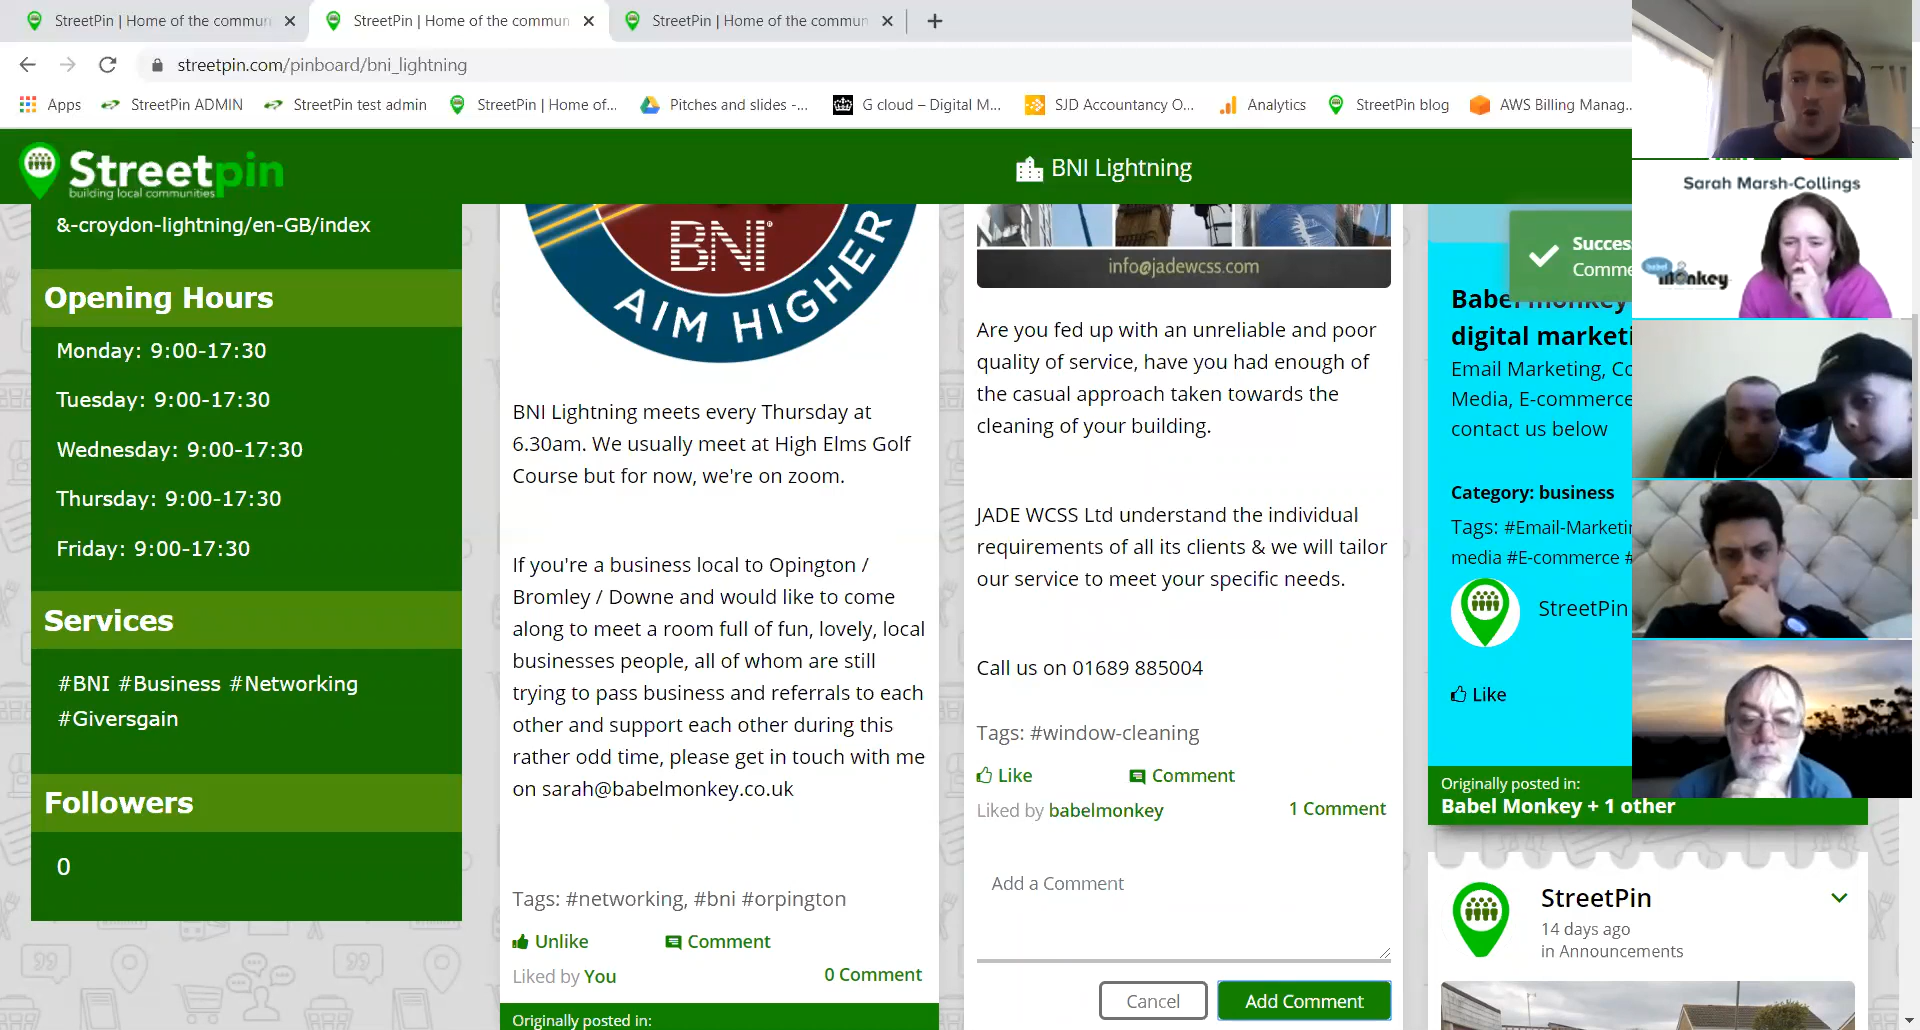 StreetPin | Home of the commun
StreetPin | Home of the commun
StreetPin | Home of the commun
streetpin.com/pinboard/bni_lightning
Apps
StreetPin ADMIN
StreetPin test admin
StreetPin | Home of...
Pitches and slides -...
G cloud – Digital M...
SJD Accountancy O...
Analytics
StreetPin blog
AWS Billing Manag...
Streetpin
building local communities
BNI Lightning
&-croydon-lightning/en-GB/index
Opening Hours
Monday: 9:00-17:30
Tuesday: 9:00-17:30
Wednesday: 9:00-17:30
Thursday: 9:00-17:30
Friday: 9:00-17:30
Services
#BNI #Business #Networking
#Giversgain
Followers
0
BNI
AIM HIGHER
BNI Lightning meets every Thursday at
6.30am. We usually meet at High Elms Golf
Course but for now, we're on zoom.
If you're a business local to Opington /
Bromley / Downe and would like to come
along to meet a room full of fun, lovely, local
businesses people, all of whom are still
trying to pass business and referrals to each
other and support each other during this
rather odd time, please get in touch with me
on sarah@babelmonkey.co.uk
Tags: #networking, #bni #orpington
Unlike
Comment
Liked by You
0 Comment
Originally posted in:
info@jadewcss.com
Are you fed up with an unreliable and poor
quality of service, have you had enough of
the casual approach taken towards the
cleaning of your building.
JADE WCSS Ltd understand the individual
requirements of all its clients & we will tailor
our service to meet your specific needs.
Call us on 01689 885004
Tags: #window-cleaning
Like
Comment
Liked by babelmonkey
1 Comment
Add a Comment
Cancel
Add Comment
Succes
Comme
Babel monkey
digital marketi
Email Marketing, Co
Media, E-commerce
contact us below
Category: business
Tags: #Email-Marketin
media #E-commerce #
StreetPin
Like
Originally posted in:
Babel Monkey + 1 other
StreetPin
14 days ago
in Announcements
Sarah Marsh-Collings
babel
monkey